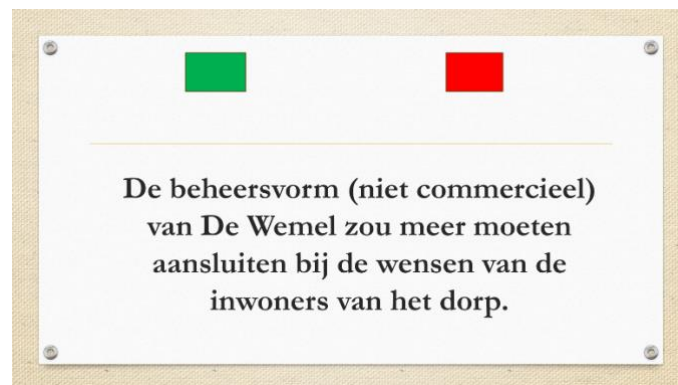 De beheersvorm (niet commercieel)
van De Wemel zou meer moeten
aansluiten bij de wensen van de
inwoners van het dorp.